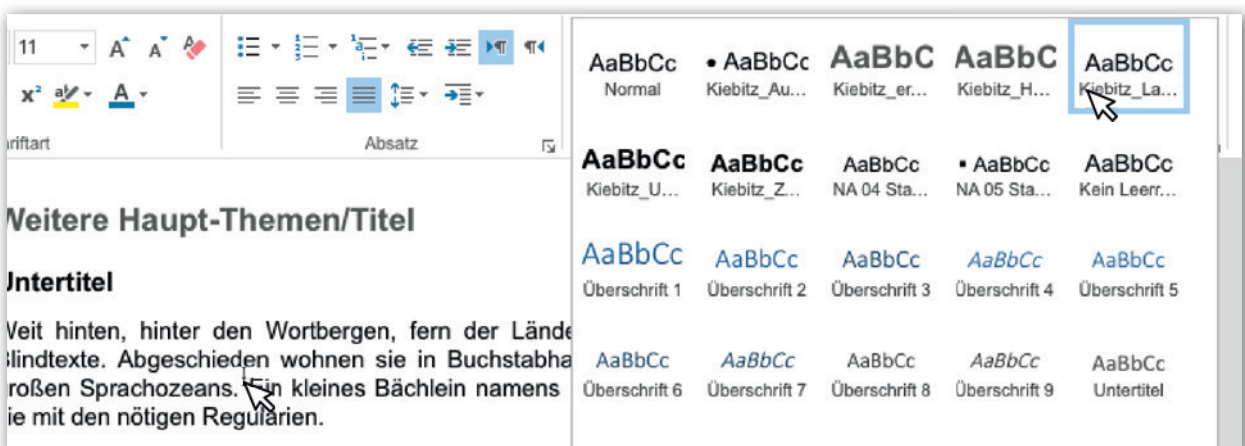 11
AaBbCc AaBbCc AaBbC AaBbC AaBbCc
Normal Kiebitz_Au... Kiebitz_er... Kiebitz_H... Kiebitz_La...
riftart Absatz
AaBbCc AaBbCc AaBbCc AaBbCc AaBbCc
Kiebitz_U... Kiebitz_Z... NA 04 Sta... NA 05 Sta... Kein Leerr...
Weitere Haupt-Themen/Titel
AaBbCc AaBbCc AaBbCc AaBbCc AaBbCc
Überschrift 1 Überschrift 2 Überschrift 3 Überschrift 4 Überschrift 5
Untertitel
Weit hinten, hinter den Wortbergen, fern der Lände
Blindtexte. Abgeschieden wohnen sie in Buchstabha
großen Sprachozeans. Ein kleines Bächlein namens
sie mit den nötigen Regularien.
AaBbCc AaBbCc AaBbCc AaBbCc AaBbCc
Überschrift 6 Überschrift 7 Überschrift 8 Überschrift 9 Untertitel